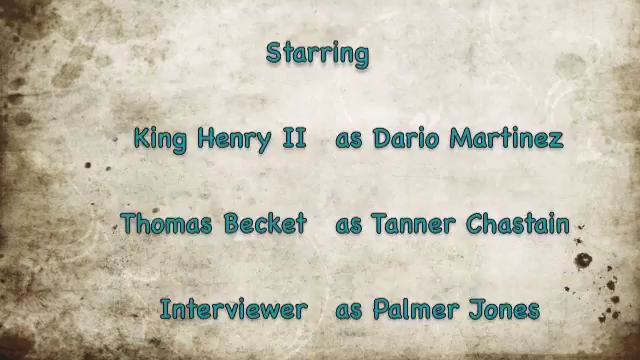 Starring
King Henry II as Dario Martinez
Thomas Becket as Tanner Chastain
Interviewer as Palmer Jones